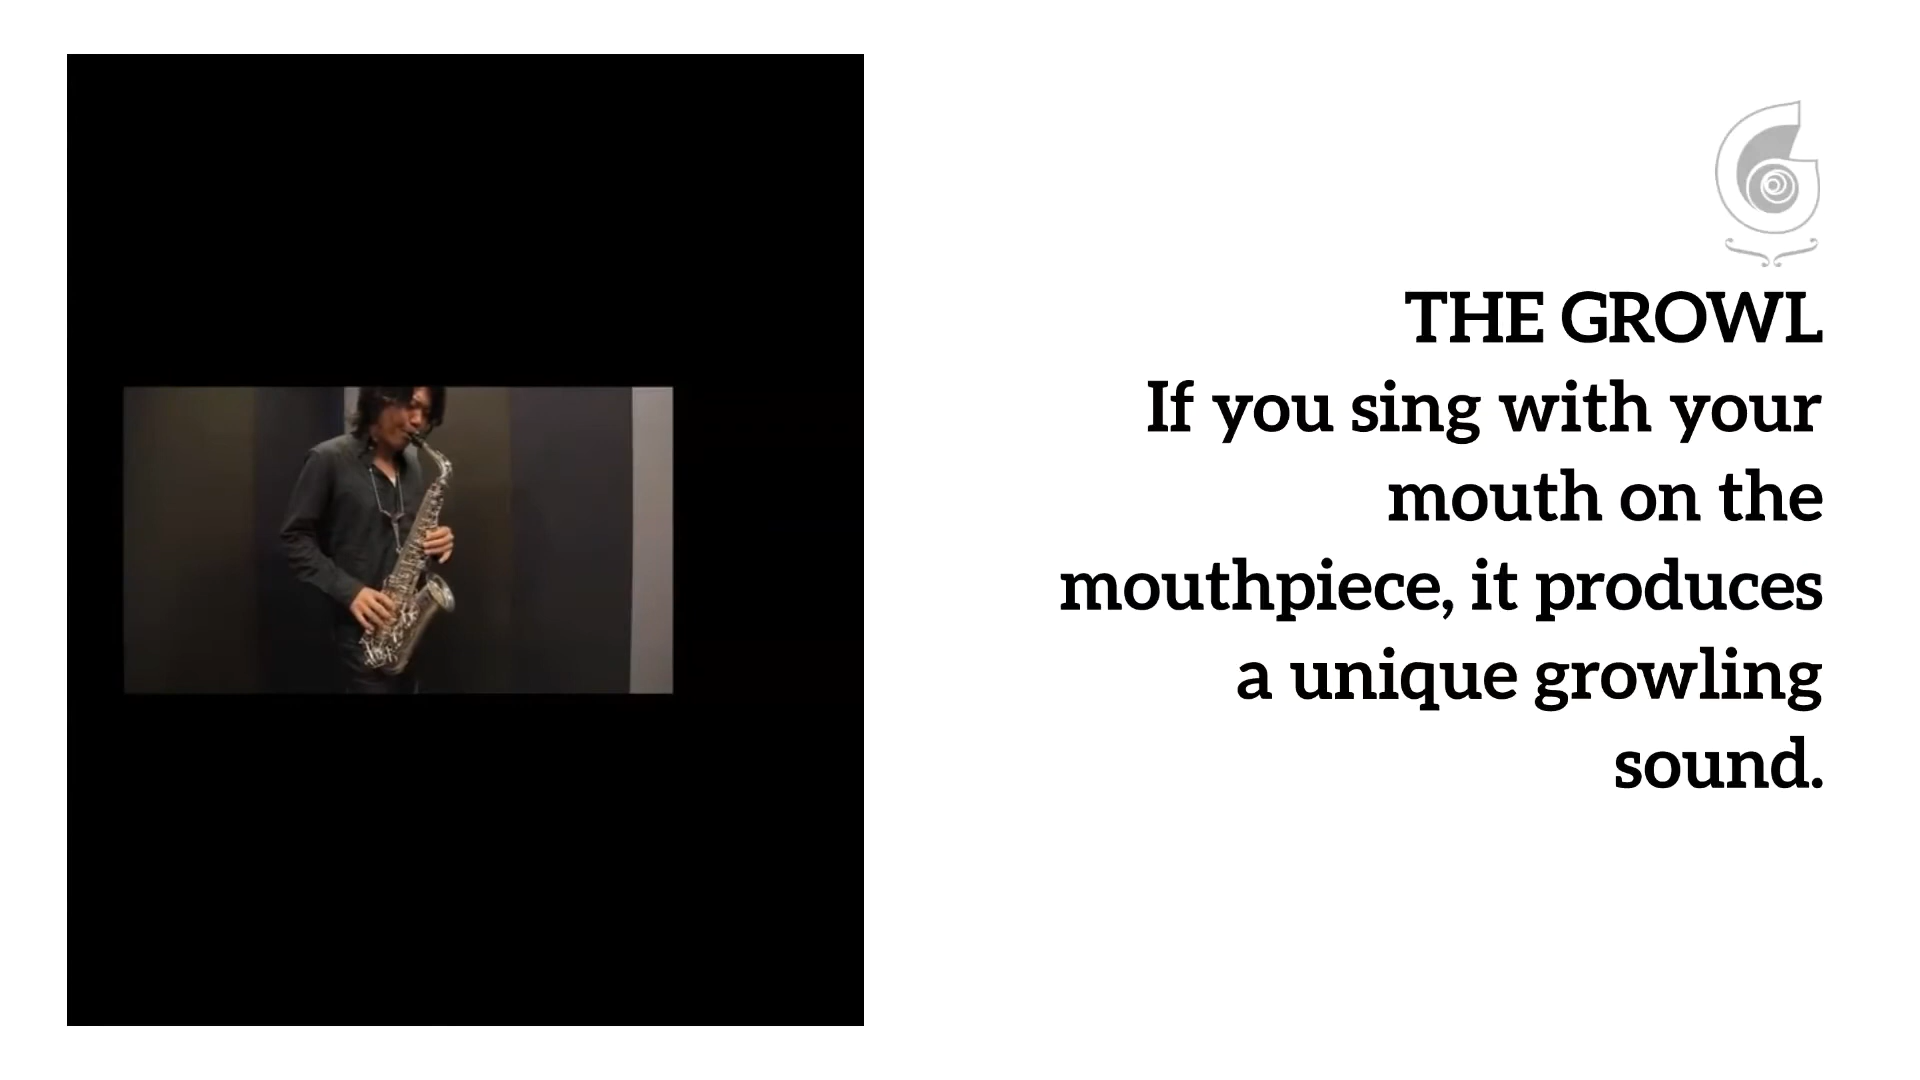 THE GROWL
If you sing with your
mouth on the
mouthpiece, it produces
a unique growling
sound.